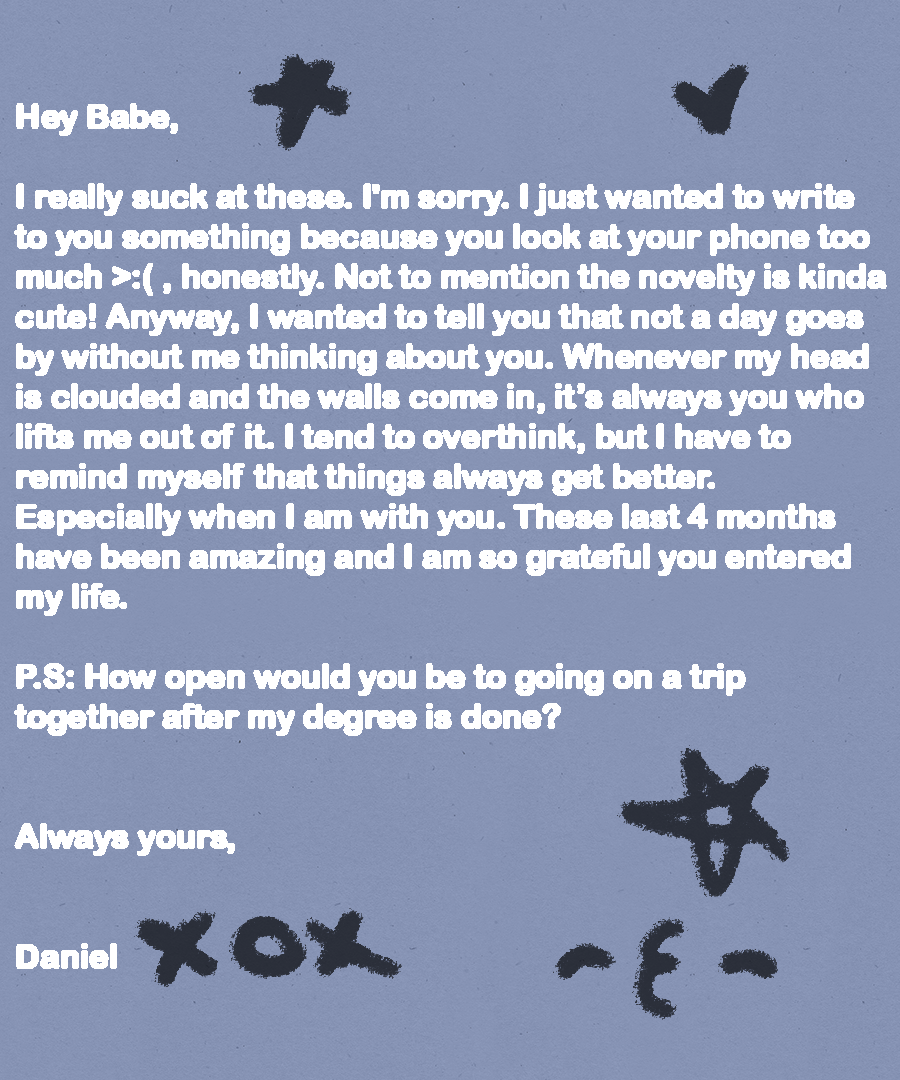 Hey Babe,
I really suck at these. I'm sorry. I just wanted to write
to you something because you look at your phone too
much >:( , honestly. Not to mention the novelty is kinda
cute! Anyway, I wanted to tell you that not a day goes
by without me thinking about you. Whenever my head
is clouded and the walls come in, it's always you who
lifts me out of it. I tend to overthink, but I have to
remind myself that things always get better.
Especially when I am with you. These last 4 months
have been amazing and I am so grateful you entered
my life.
P.S: How open would you be to going on a trip
together after my degree is done?
Always yours,
Daniel xox